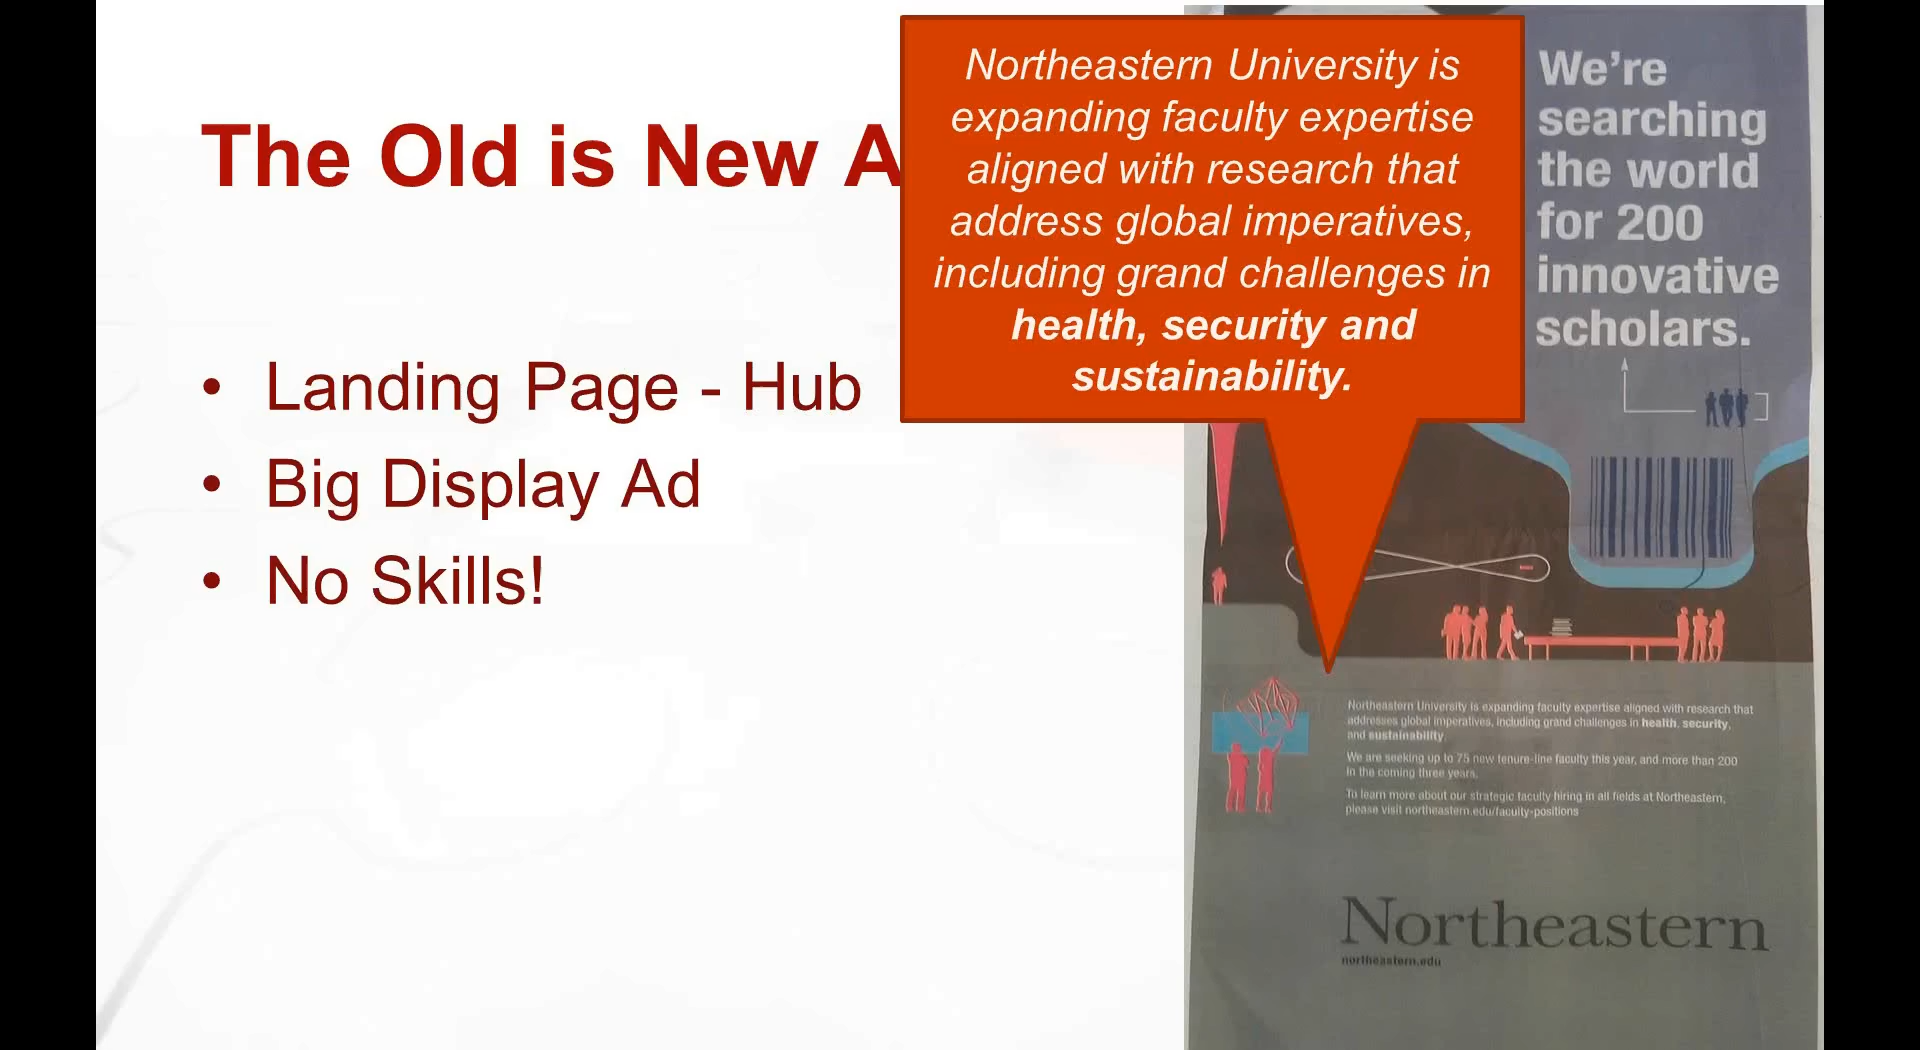 The Old is New A
• Landing Page - Hub
• Big Display Ad
• No Skills!
Northeastern University is
expanding faculty expertise
aligned with research that
address global imperatives,
including grand challenges in
health, security and
sustainability.
We're
searching
the world
for 200
innovative
scholars.
Northeastern University is expanding faculty expertise aligned with research that
addresses global imperatives, including grand challenges in health, security,
and sustainability.
We are seeking up to 75 new tenure-line faculty this year, and more than 200
in the coming three years.
To learn more about our strategic faculty hiring in all fields at Northeastern,
please visit northeastern.edu/faculty-positions
Northeastern
northeastern.edu